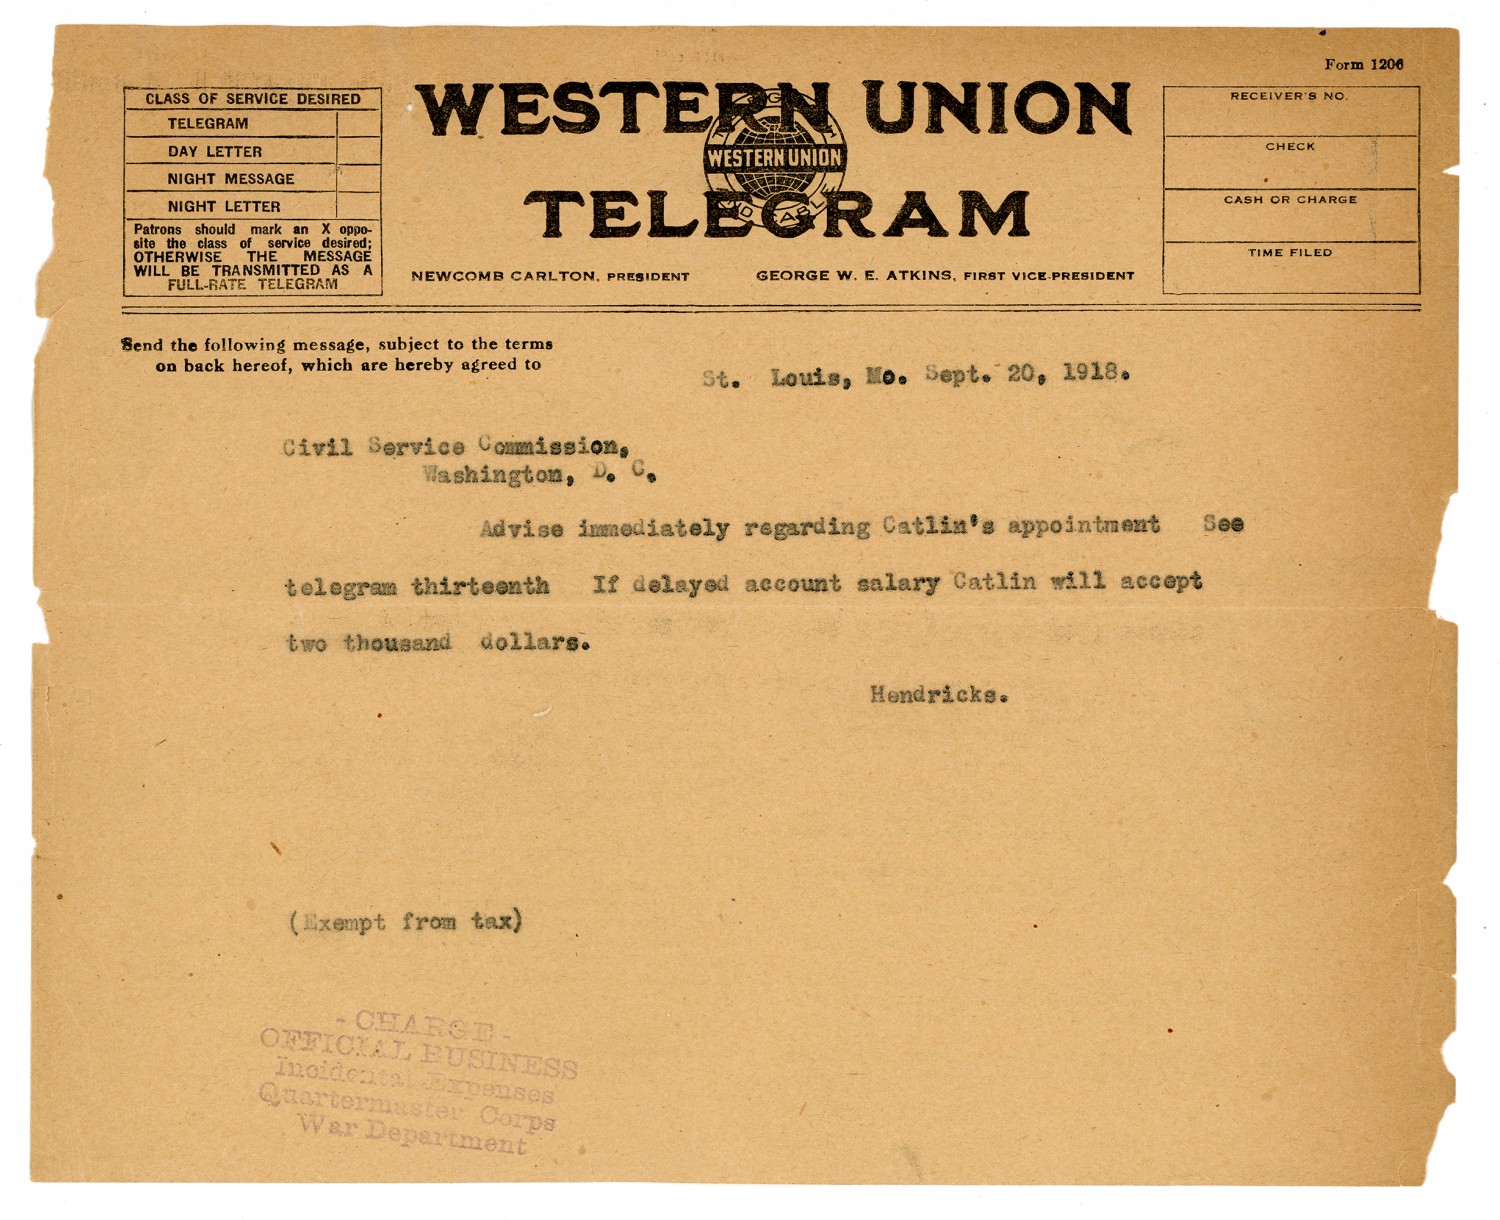 Form 1206
CLASS OF SERVICE DESIRED
TELEGRAM
DAY LETTER
NIGHT MESSAGE
NIGHT LETTER
Patrons should mark an X oppo-
site the class of service desired;
OTHERWISE THE MESSAGE
WILL BE TRANSMITTED AS A
FULL-RATE TELEGRAM
WESTERN UNION
WESTERN UNION
TELEGRAM
NEWCOMB CARLTON, PRESIDENT
GEORGE W. E. ATKINS, FIRST VICE-PRESIDENT
RECEIVER'S NO.
CHECK
CASH OR CHARGE
TIME FILED
Send the following message, subject to the terms
on back hereof, which are hereby agreed to
St. Louis, Mo. Sept. 20, 1918.
Civil Service Commission,
Washington, D. C.
Advise immediately regarding Catlin's appointment See
telegram thirteenth If delayed account salary Catlin will accept
two thousand dollars.
Hendricks.
(Exempt from tax)
- CHARGE -
OFFICIAL BUSINESS
Incidental Expenses
Quartermaster Corps
War Department